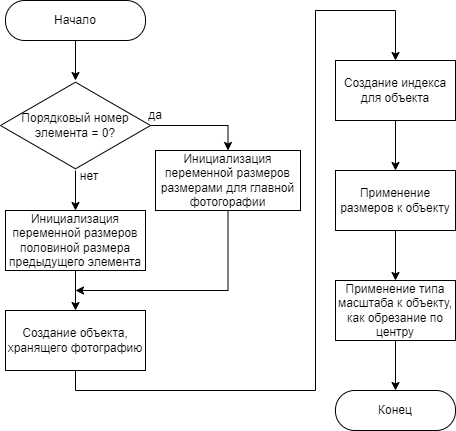 Начало
Порядковый номер
элемента = 0?
да
нет
Инициализация
переменной размеров
размерами для главной
фотогорафии
Инициализация
переменной размеров
половиной размера
предыдущего элемента
Создание объекта,
хранящего фотографию
Создание индекса
для объекта
Применение
размеров к объекту
Применение типа
масштаба к объекту,
как обрезание по
центру
Конец